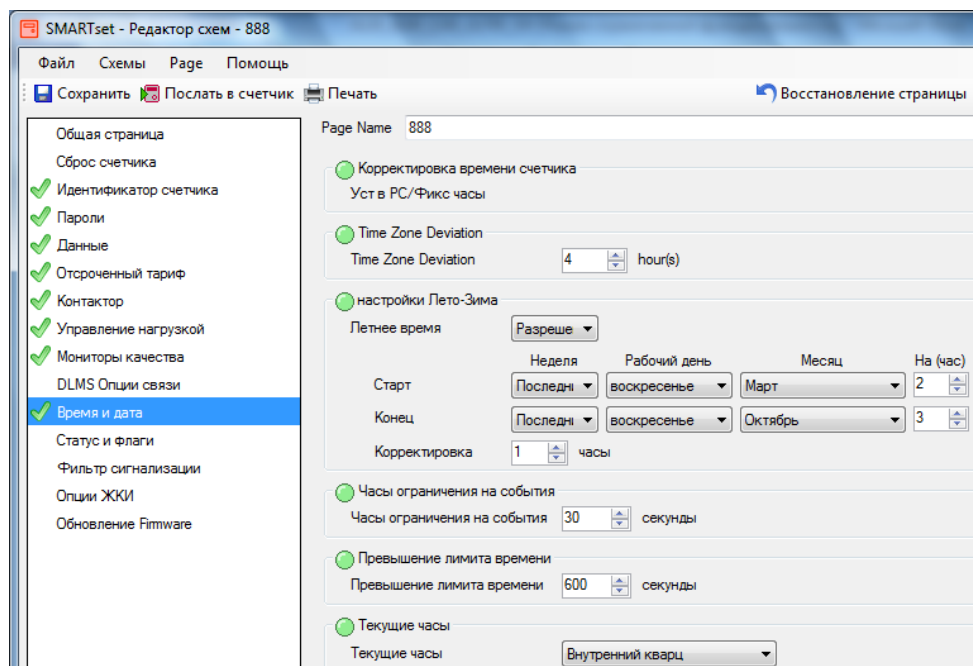 SMARTset - Редактор схем - 888
Файл Схемы Page Помощь
Сохранить Послать в счетчик Печать Восстановление страницы
Общая страница
Сброс счетчика
Идентификатор счетчика
Пароли
Данные
Отсроченный тариф
Контактор
Управление нагрузкой
Мониторы качества
DLMS Опции связи
Время и дата
Статус и флаги
Фильтр сигнализации
Опции ЖКИ
Обновление Firmware
Page Name 888
Корректировка времени счетчика
Уст в PC/Фикс часы
Time Zone Deviation
Time Zone Deviation 4 hour(s)
настройки Лето-Зима
Летнее время Разреше
Неделя Рабочий день Месяц На (час)
Старт Последн воскресенье Март 2
Конец Последн воскресенье Октябрь 3
Корректировка 1 часы
Часы ограничения на события
Часы ограничения на события 30 секунды
Превышение лимита времени
Превышение лимита времени 600 секунды
Текущие часы
Текущие часы Внутренний кварц